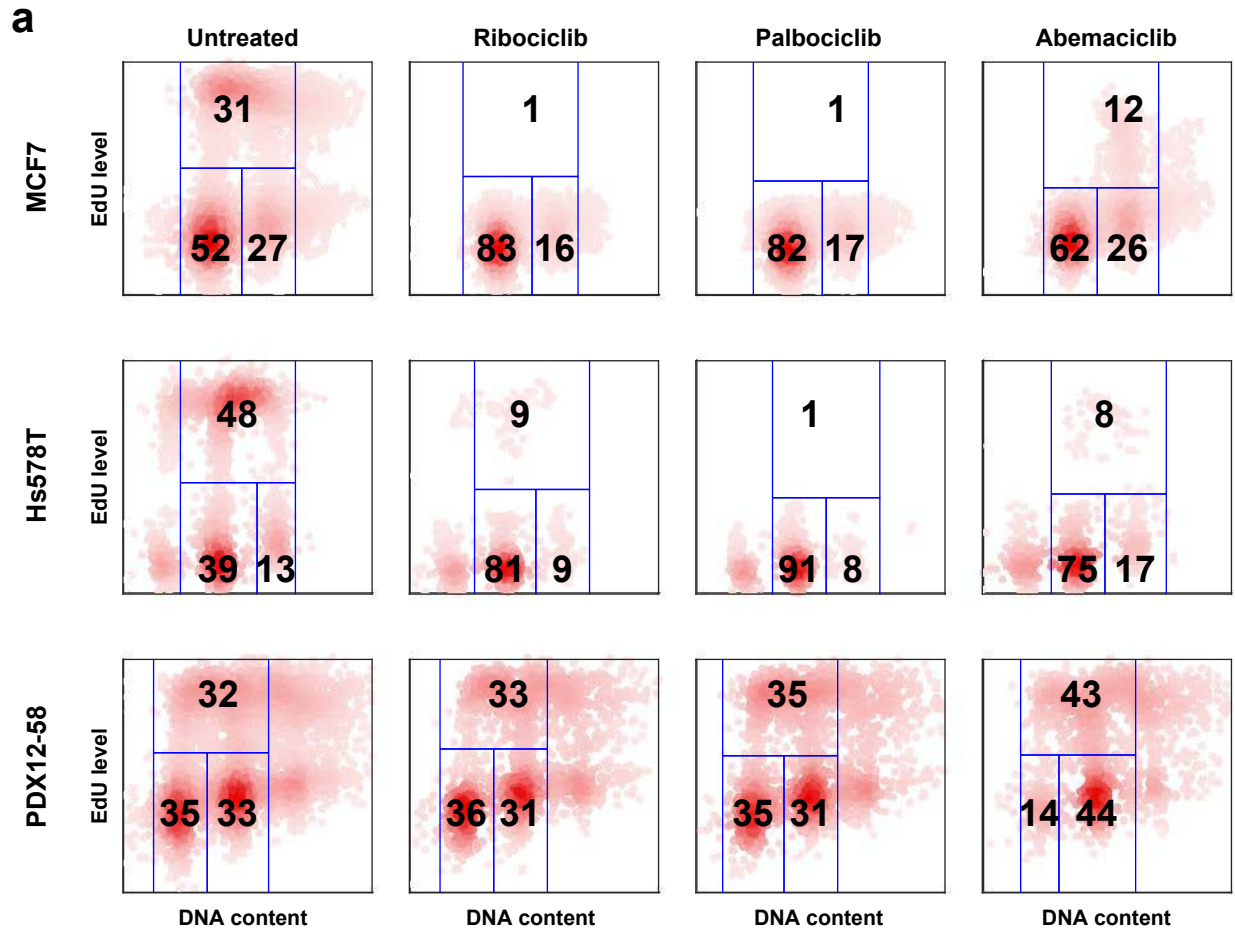 a
Untreated Ribociclib Palbociclib Abemaciclib
MCF7
EdU level
31 1 1 12
52 27 83 16 82 17 62 26
Hs578T
EdU level
48 9 1 8
39 13 81 9 91 8 75 17
PDX12-58
EdU level
32 33 35 43
35 33 36 31 35 31 14 44
DNA content DNA content DNA content DNA content